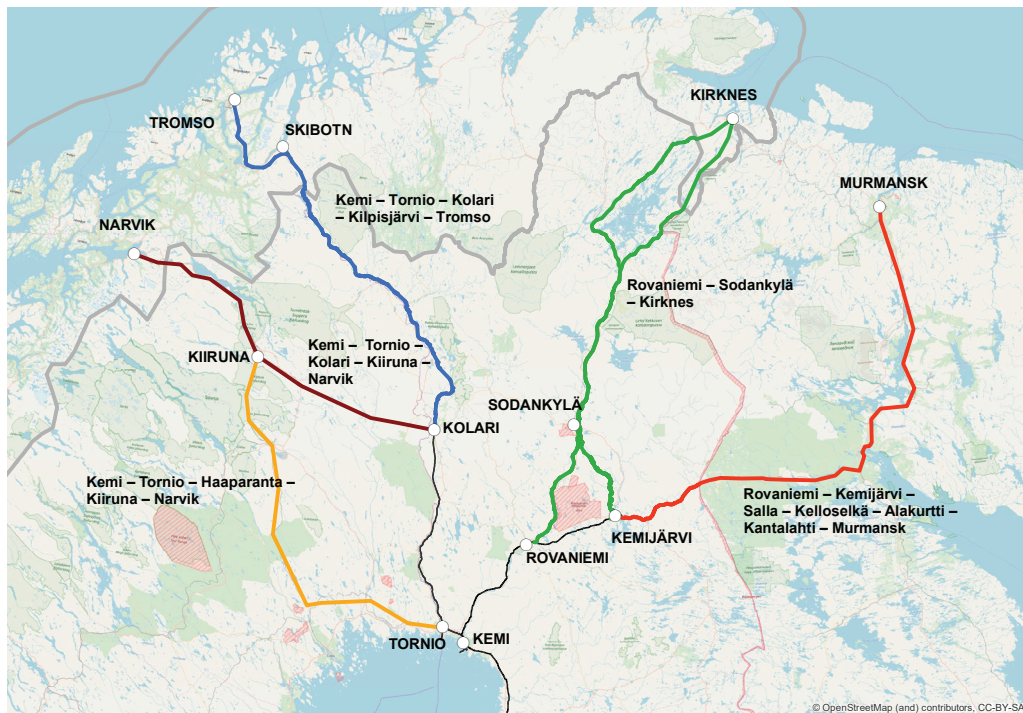 KIRKNES
TROMSO
SKIBOTN
MURMANSK
Kemi – Tornio – Kolari
– Kilpisjärvi – Tromso
NARVIK
Rovaniemi – Sodankylä
– Kirknes
Kemi – Tornio –
Kolari – Kiiruna –
Narvik
KIIRUNA
SODANKYLÄ
KOLARI
Kemi – Tornio – Haaparanta –
Kiiruna – Narvik
Rovaniemi – Kemijärvi –
Salla – Kelloselkä – Alakurtti –
Kantalahti – Murmansk
KEMIJÄRVI
ROVANIEMI
TORNIO
KEMI
© OpenStreetMap (and) contributors, CC-BY-SA